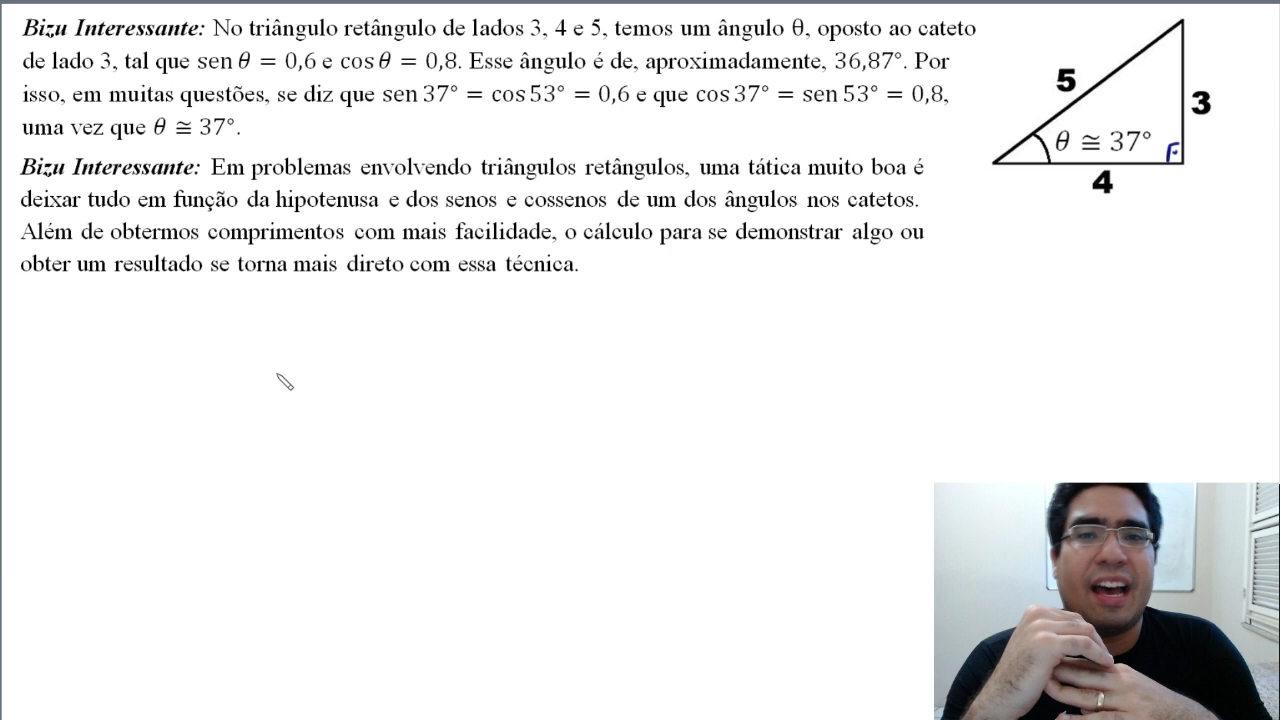 Bizu Interessante: No triângulo retângulo de lados 3, 4 e 5, temos um ângulo θ, oposto ao cateto
de lado 3, tal que sen θ = 0,6 e cos θ = 0,8. Esse ângulo é de, aproximadamente, 36,87°. Por
isso, em muitas questões, se diz que sen 37° = cos 53° = 0,6 e que cos 37° = sen 53° = 0,8,
uma vez que θ ≅ 37°.
Bizu Interessante: Em problemas envolvendo triângulos retângulos, uma tática muito boa é
deixar tudo em função da hipotenusa e dos senos e cossenos de um dos ângulos nos catetos.
Além de obtermos comprimentos com mais facilidade, o cálculo para se demonstrar algo ou
obter um resultado se torna mais direto com essa técnica.
5
3
θ ≅ 37°
4